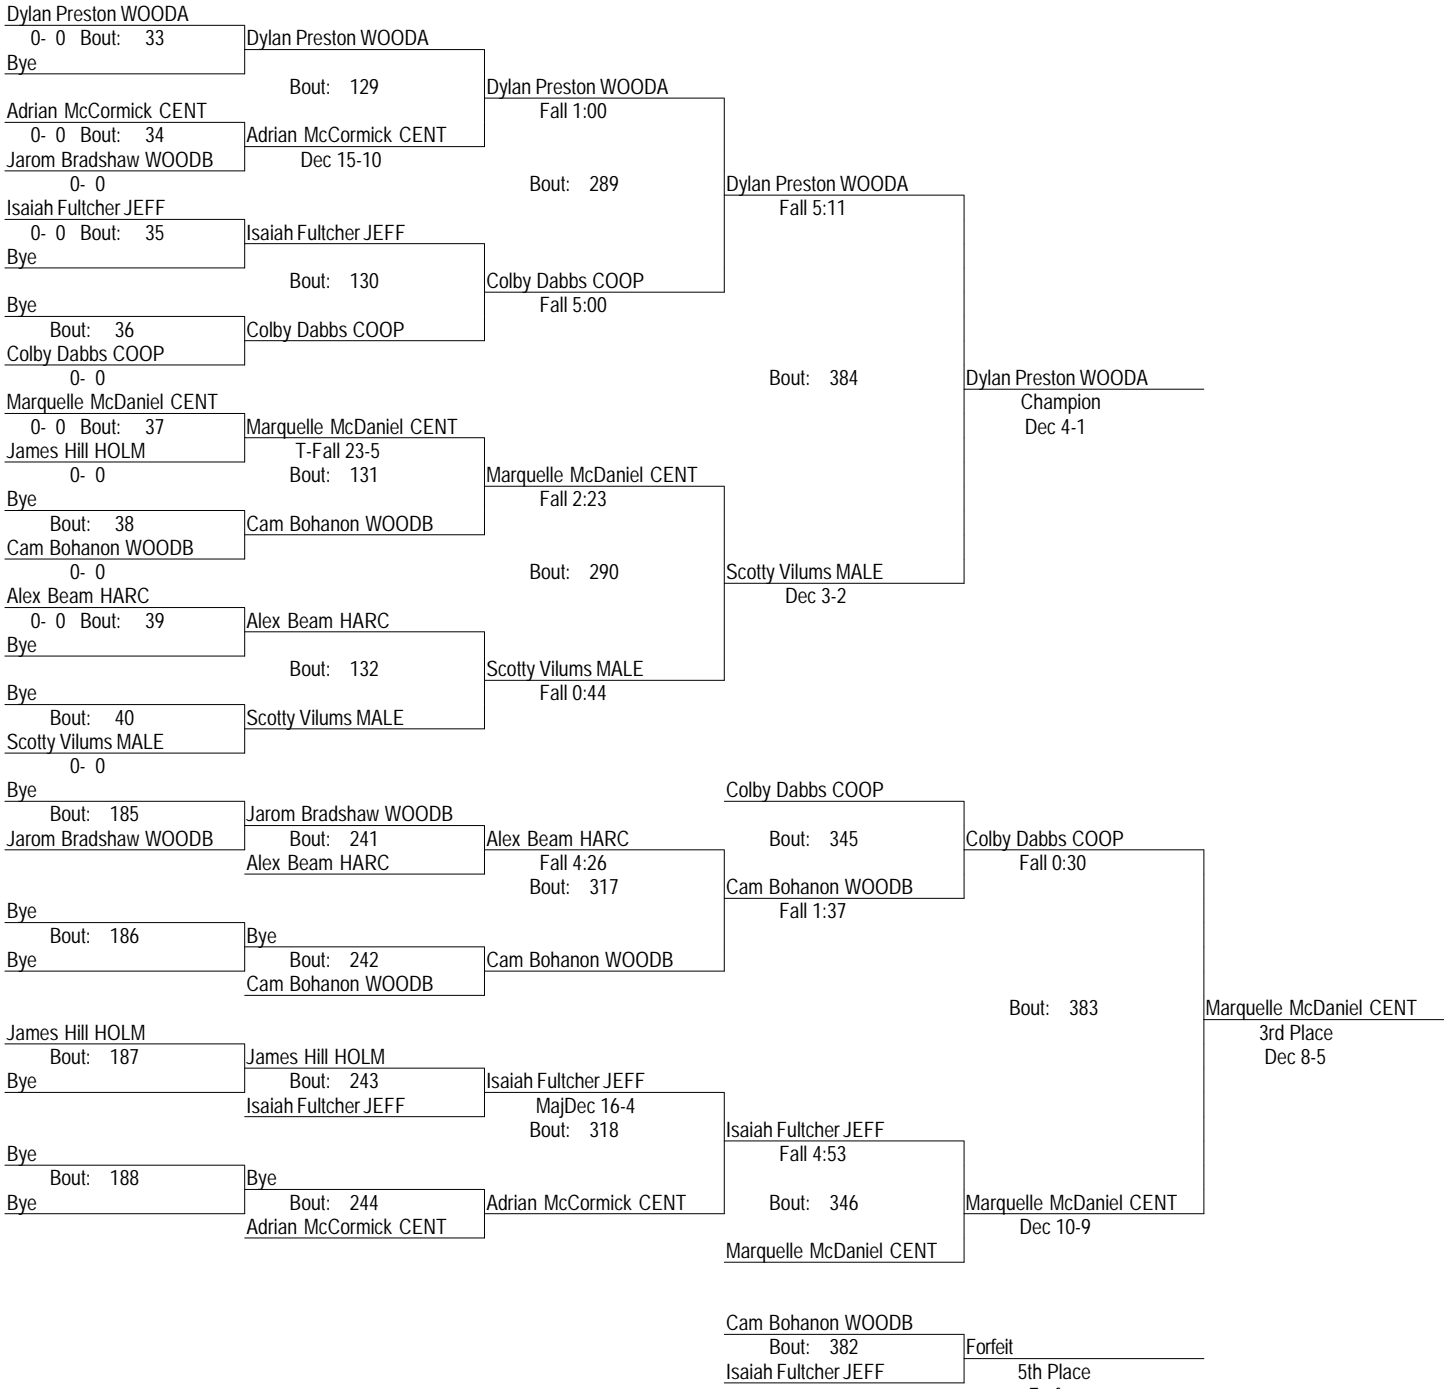 Dylan Preston WOODA
0- 0 Bout: 33
Bye
Dylan Preston WOODA
Bout: 129
Dylan Preston WOODA
Fall 1:00
Adrian McCormick CENT
0- 0 Bout: 34
Jarom Bradshaw WOODB
0- 0
Adrian McCormick CENT
Dec 15-10
Bout: 289
Dylan Preston WOODA
Fall 5:11
Isaiah Fultcher JEFF
0- 0 Bout: 35
Bye
Isaiah Fultcher JEFF
Bout: 130
Colby Dabbs COOP
Fall 5:00
Bye
Bout: 36
Colby Dabbs COOP
0- 0
Colby Dabbs COOP
Bout: 384
Dylan Preston WOODA
Champion
Dec 4-1
Marquelle McDaniel CENT
0- 0 Bout: 37
James Hill HOLM
0- 0
Marquelle McDaniel CENT
T-Fall 23-5
Bout: 131
Marquelle McDaniel CENT
Fall 2:23
Bye
Bout: 38
Cam Bohanon WOODB
0- 0
Cam Bohanon WOODB
Bout: 290
Scotty Vilums MALE
Dec 3-2
Alex Beam HARC
0- 0 Bout: 39
Bye
Alex Beam HARC
Bout: 132
Scotty Vilums MALE
Fall 0:44
Bye
Bout: 40
Scotty Vilums MALE
0- 0
Scotty Vilums MALE
Bye
Bout: 185
Jarom Bradshaw WOODB
Jarom Bradshaw WOODB
Bout: 241
Alex Beam HARC
Alex Beam HARC
Fall 4:26
Bout: 317
Colby Dabbs COOP
Bout: 345
Cam Bohanon WOODB
Fall 1:37
Colby Dabbs COOP
Fall 0:30
Bye
Bout: 186
Bye
Bye
Bout: 242
Cam Bohanon WOODB
Cam Bohanon WOODB
Bout: 383
Marquelle McDaniel CENT
3rd Place
Dec 8-5
James Hill HOLM
Bout: 187
Bye
James Hill HOLM
Bout: 243
Isaiah Fultcher JEFF
Isaiah Fultcher JEFF
MajDec 16-4
Bout: 318
Isaiah Fultcher JEFF
Fall 4:53
Bye
Bout: 188
Bye
Bye
Bout: 244
Adrian McCormick CENT
Adrian McCormick CENT
Bout: 346
Marquelle McDaniel CENT
Marquelle McDaniel CENT
Dec 10-9
Cam Bohanon WOODB
Bout: 382
Isaiah Fultcher JEFF
Forfeit
5th Place